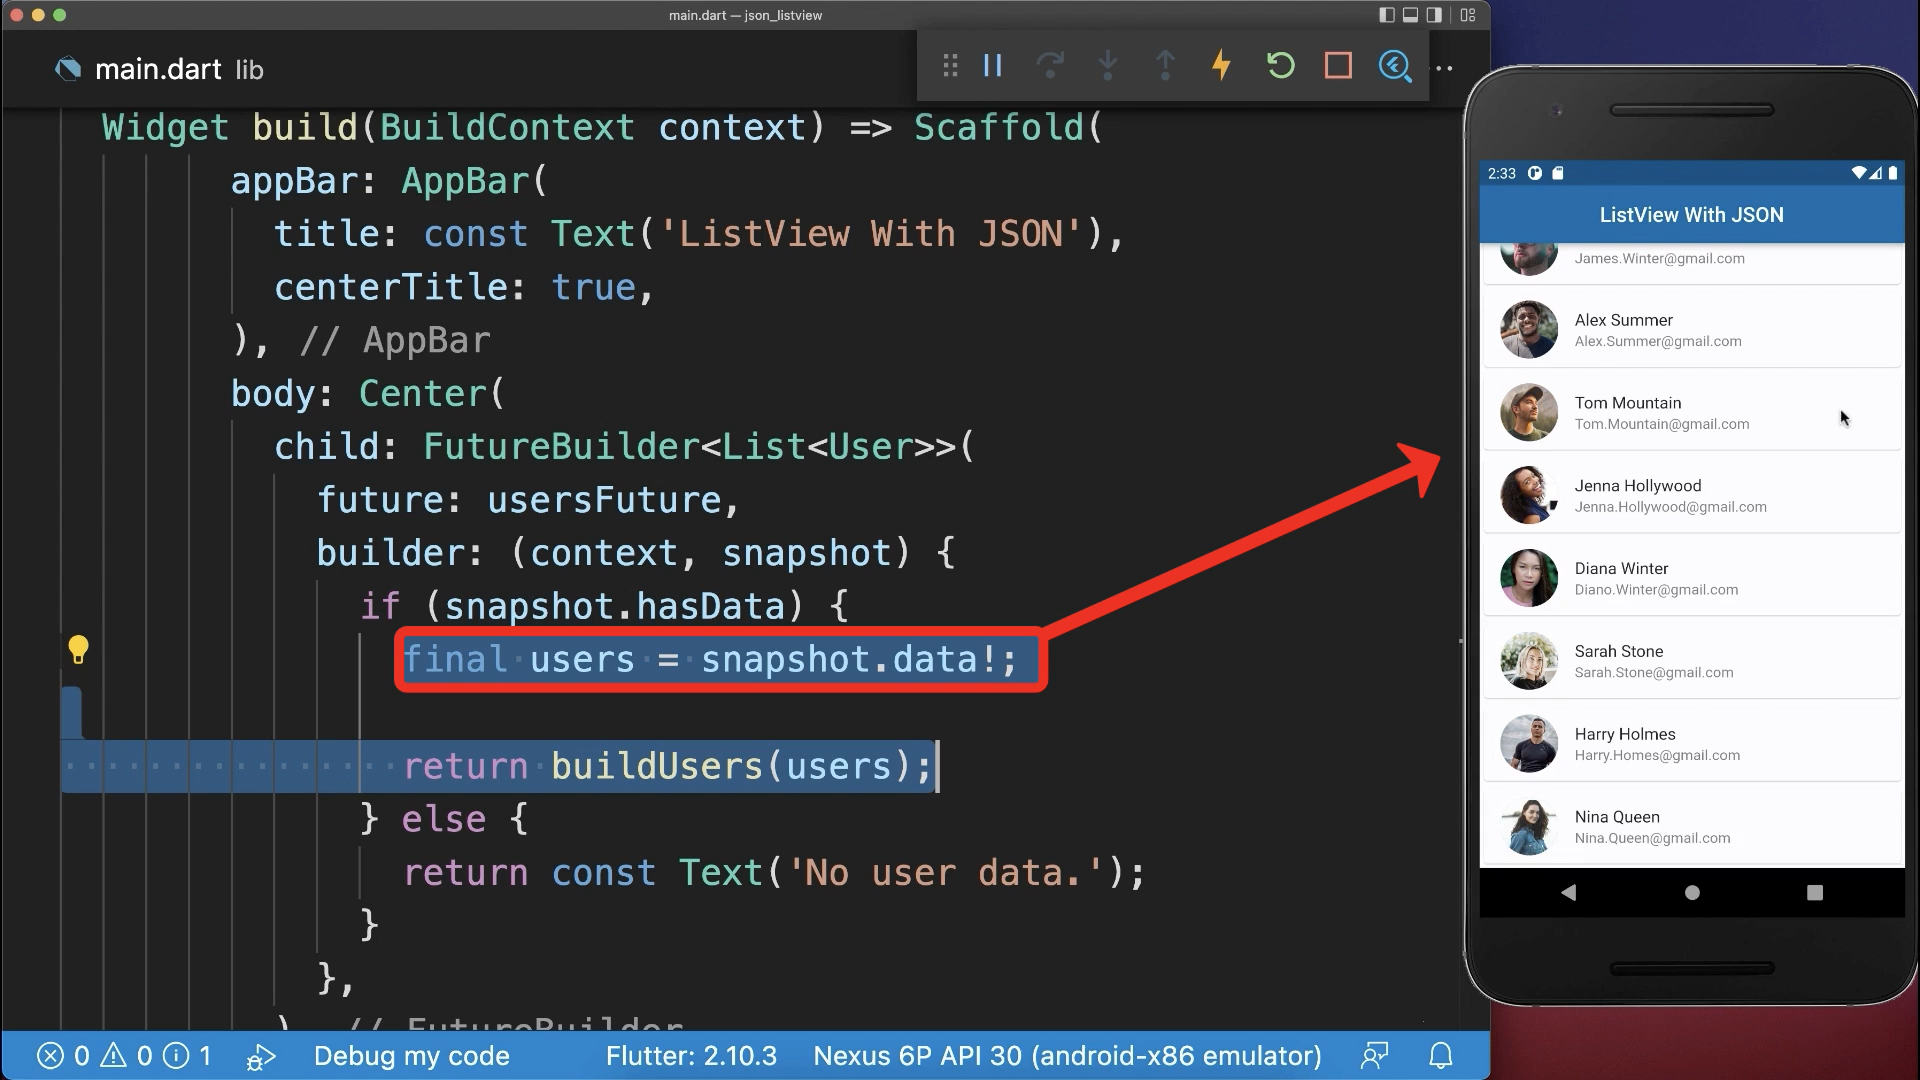 main.dart — json_listview
main.dart lib
Widget build(BuildContext context) => Scaffold(
appBar: AppBar(
title: const Text('ListView With JSON'),
centerTitle: true,
), // AppBar
body: Center(
child: FutureBuilder<List<User>>(
future: usersFuture,
builder: (context, snapshot) {
if (snapshot.hasData) {
final users = snapshot.data!;
return buildUsers(users);
} else {
return const Text('No user data.');
}
},
) // FutureBuilder
0 0 1 Debug my code Flutter: 2.10.3 Nexus 6P API 30 (android-x86 emulator)
2:33
ListView With JSON
James.Winter@gmail.com
Alex Summer
Alex.Summer@gmail.com
Tom Mountain
Tom.Mountain@gmail.com
Jenna Hollywood
Jenna.Hollywood@gmail.com
Diana Winter
Diano.Winter@gmail.com
Sarah Stone
Sarah.Stone@gmail.com
Harry Holmes
Harry.Homes@gmail.com
Nina Queen
Nina.Queen@gmail.com